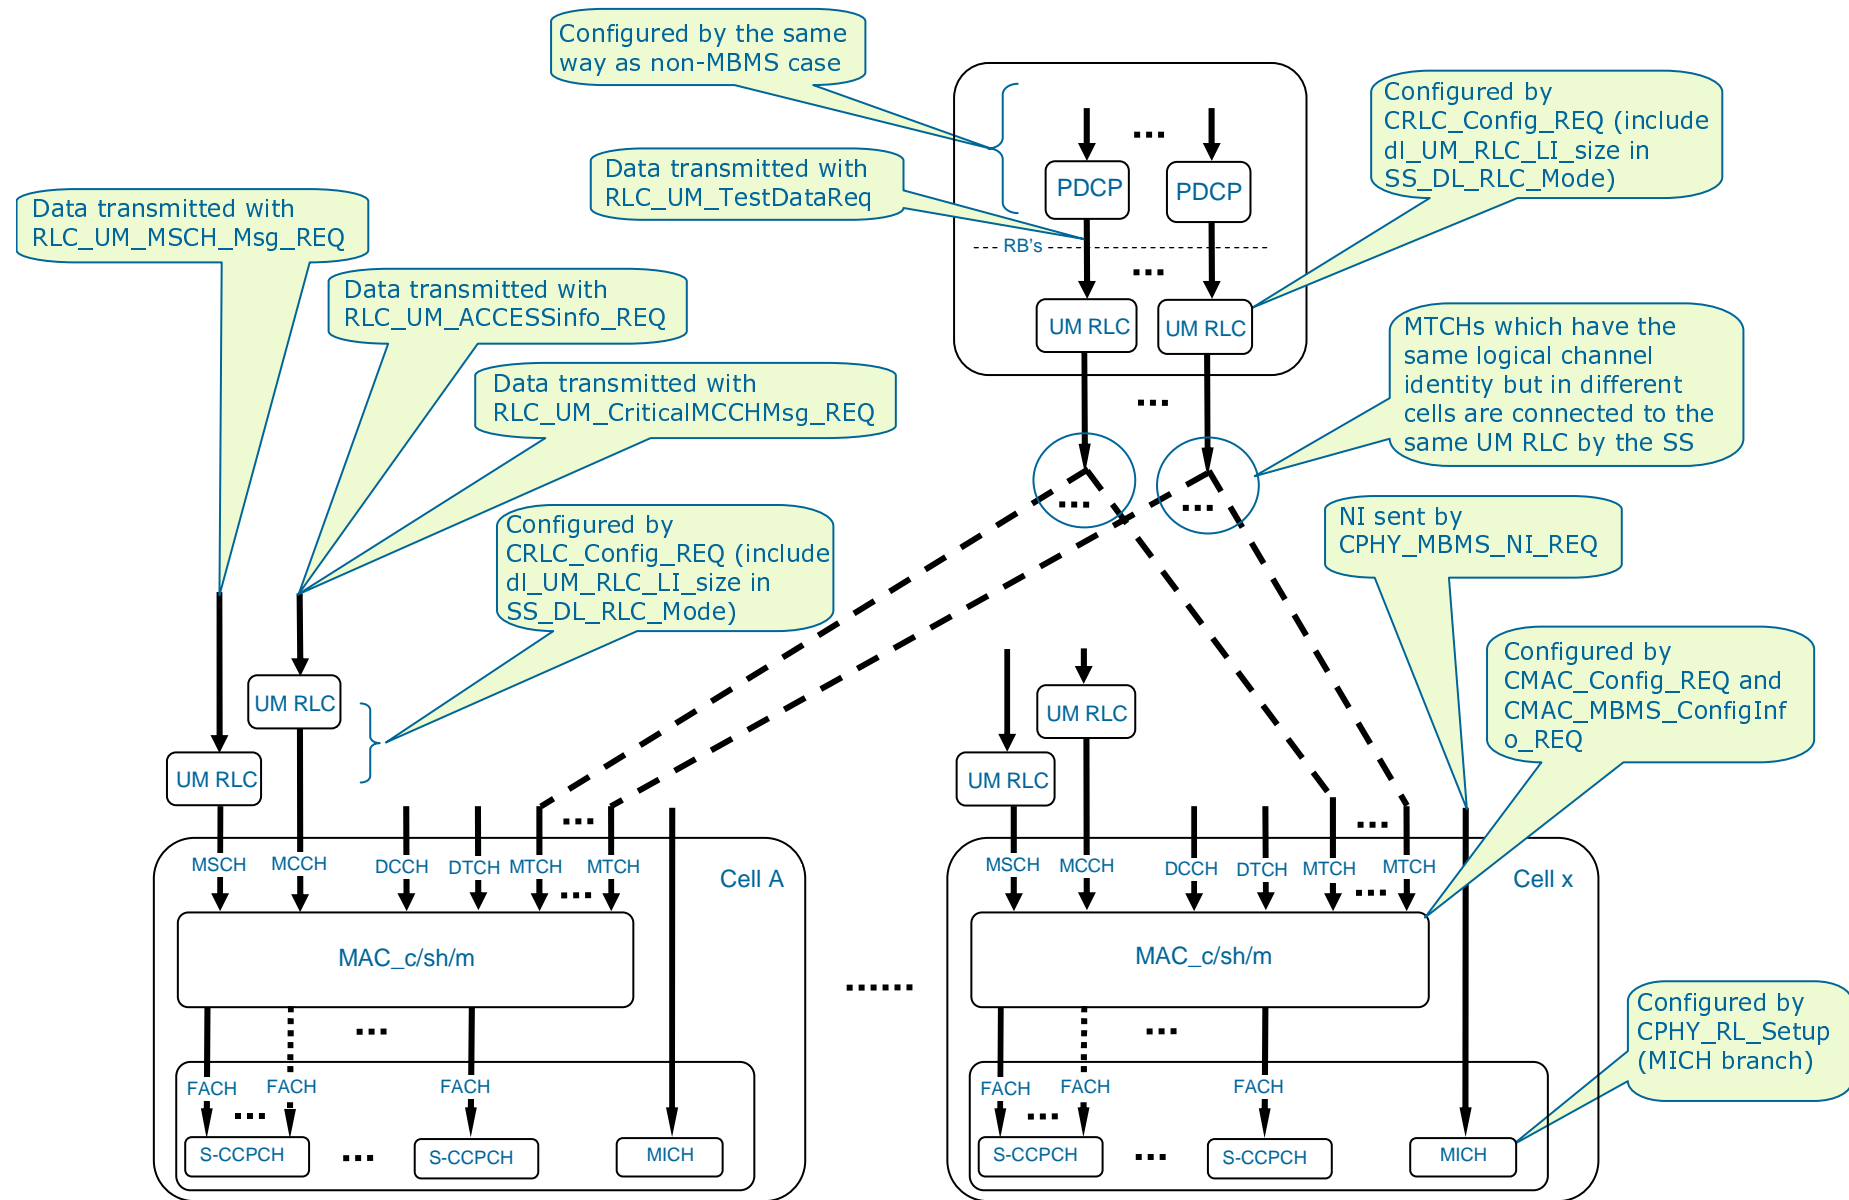 Configured by the same
way as non-MBMS case
Configured by
CRLC_Config_REQ (include
dl_UM_RLC_LI_size in
SS_DL_RLC_Mode)
Data transmitted with
RLC_UM_TestDataReq
PDCP
PDCP
Data transmitted with
RLC_UM_MSCH_Msg_REQ
RB's
Data transmitted with
RLC_UM_ACCESSinfo_REQ
UM RLC
UM RLC
MTCHs which have the
same logical channel
identity but in different
cells are connected to the
same UM RLC by the SS
Data transmitted with
RLC_UM_CriticalMCCHMsg_REQ
Configured by
CRLC_Config_REQ (include
dl_UM_RLC_LI_size in
SS_DL_RLC_Mode)
NI sent by
CPHY_MBMS_NI_REQ
Configured by
CMAC_Config_REQ and
CMAC_MBMS_ConfigInf
o_REQ
UM RLC
UM RLC
UM RLC
UM RLC
MSCH
MCCH
DCCH
DTCH
MTCH
MTCH
Cell A
MSCH
MCCH
DCCH
DTCH
MTCH
MTCH
Cell x
MAC_c/sh/m
MAC_c/sh/m
Configured by
CPHY_RL_Setup
(MICH branch)
FACH
FACH
FACH
FACH
FACH
FACH
S-CCPCH
S-CCPCH
MICH
S-CCPCH
S-CCPCH
MICH